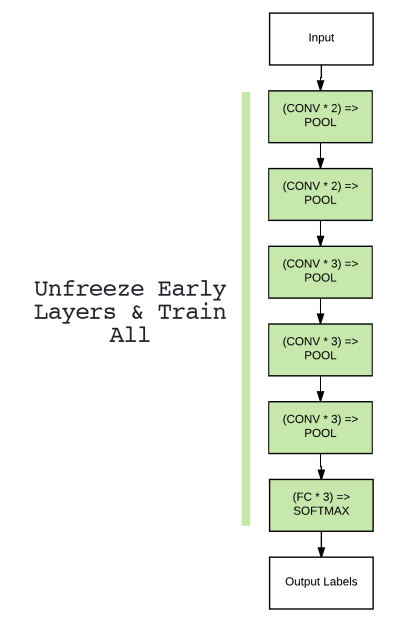 Input
(CONV * 2) =>
POOL
(CONV * 2) =>
POOL
(CONV * 3) =>
POOL
Unfreeze Early
Layers & Train
All
(CONV * 3) =>
POOL
(CONV * 3) =>
POOL
(FC * 3) =>
SOFTMAX
Output Labels